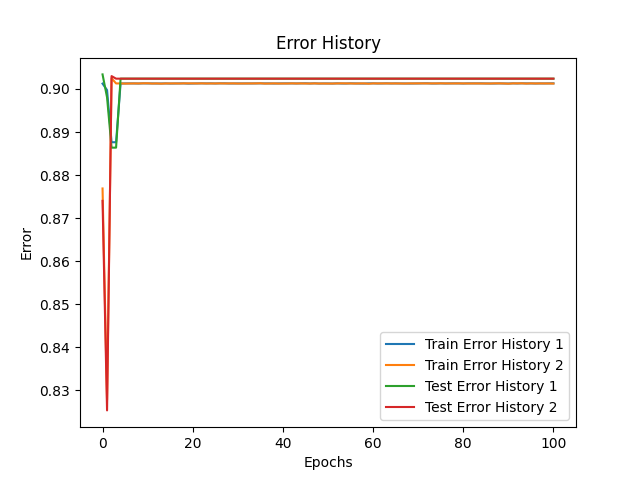 Error History
Error
0.90
0.89
0.88
0.87
0.86
0.85
0.84
0.83
Train Error History 1
Train Error History 2
Test Error History 1
Test Error History 2
0 20 40 60 80 100
Epochs